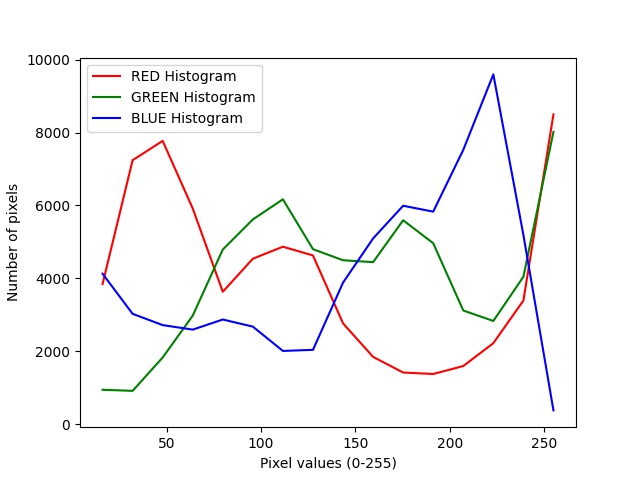 10000
8000
6000
4000
2000
0
Number of pixels
RED Histogram
GREEN Histogram
BLUE Histogram
50 100 150 200 250
Pixel values (0-255)